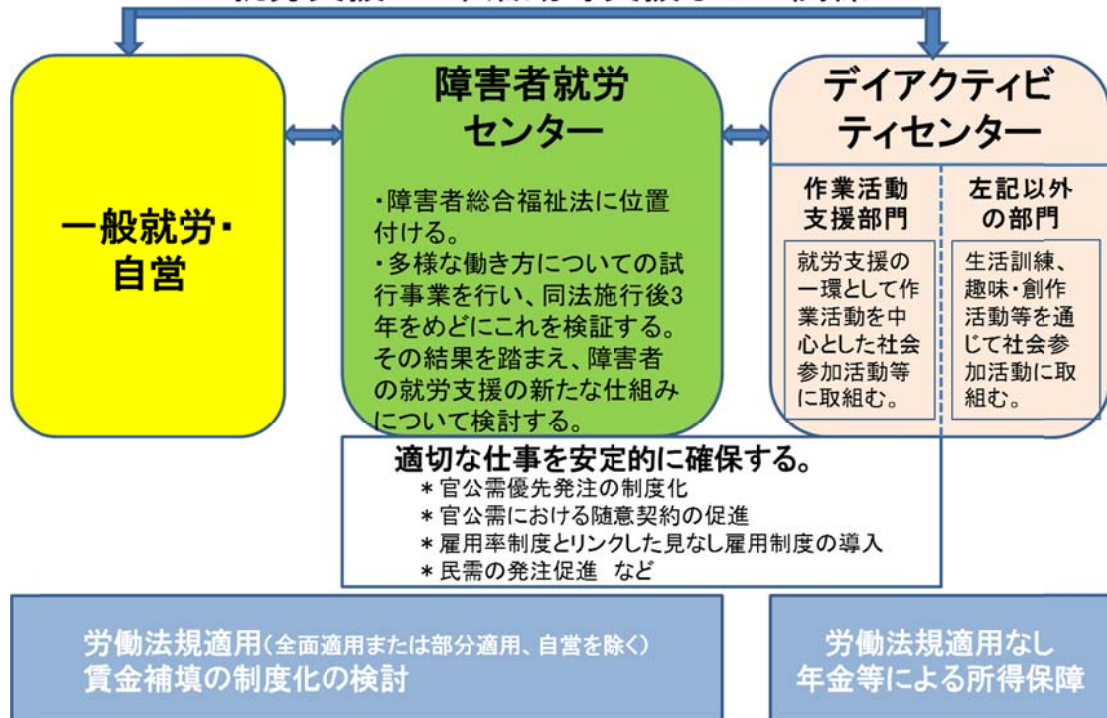 一般就労・
自営
障害者就労
センター
・障害者総合福祉法に位置
付ける。
・多様な働き方についての試
行事業を行い、同法施行後3
年をめどにこれを検証する。
その結果を踏まえ、障害者
の就労支援の新たな仕組み
について検討する。
デイアクティビ
ティセンター
作業活動
支援部門
就労支援の
一環として作
業活動を中
心とした社会
参加活動等
に取組む。
左記以外
の部門
生活訓練、
趣味・創作
活動等を通
じて社会参
加活動に取
組む。
適切な仕事を安定的に確保する。
＊官公需優先発注の制度化
＊官公需における随意契約の促進
＊雇用率制度とリンクした見なし雇用制度の導入
＊民需の発注促進 など
労働法規適用（全面適用または部分適用、自営を除く）
賃金補填の制度化の検討
労働法規適用なし
年金等による所得保障